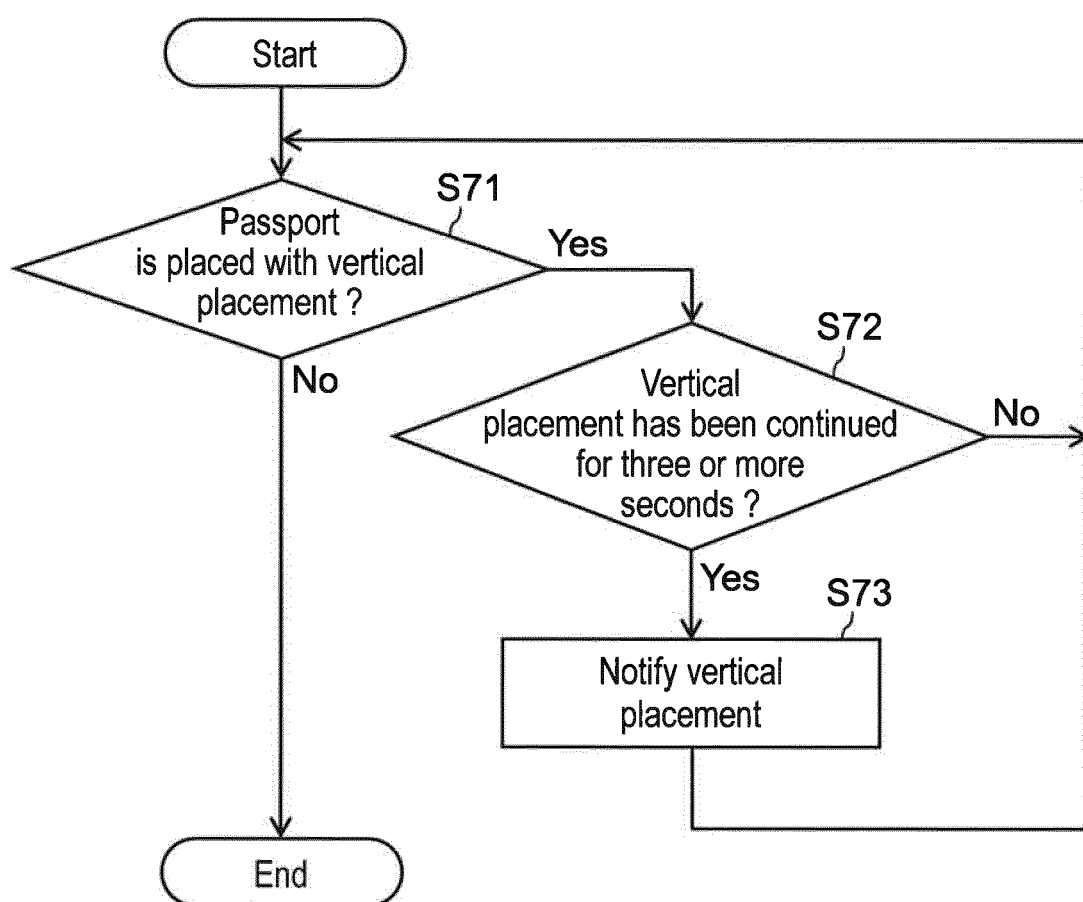 Start
S71
Passport
is placed with vertical
placement ?
Yes
No
S72
Vertical
placement has been continued
for three or more
seconds ?
No
Yes
S73
Notify vertical
placement
End